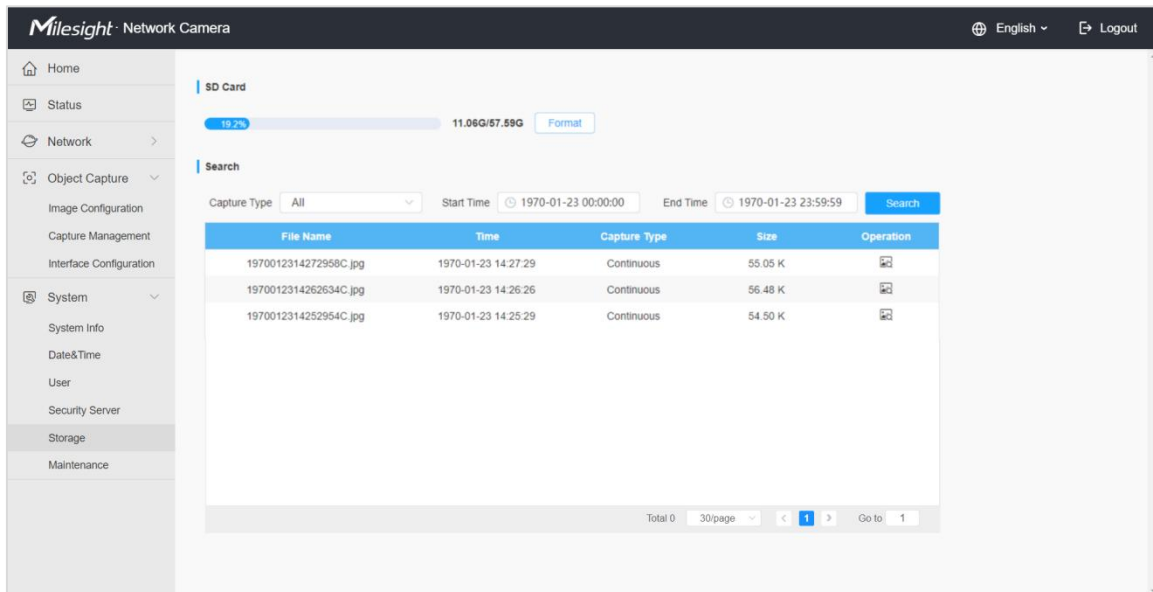 Milesight · Network Camera English Logout
Home
Status
Network
Object Capture
Image Configuration
Capture Management
Interface Configuration
System
System Info
Date&Time
User
Security Server
Storage
Maintenance
SD Card
19.2% 11.06G/57.59G Format
Search
Capture Type All Start Time 1970-01-23 00:00:00 End Time 1970-01-23 23:59:59 Search
File Name Time Capture Type Size Operation
1970012314272958C.jpg 1970-01-23 14:27:29 Continuous 55.05 K
1970012314262634C.jpg 1970-01-23 14:26:26 Continuous 56.48 K
1970012314252954C.jpg 1970-01-23 14:25:29 Continuous 54.50 K
Total 0 30/page < 1 > Go to 1